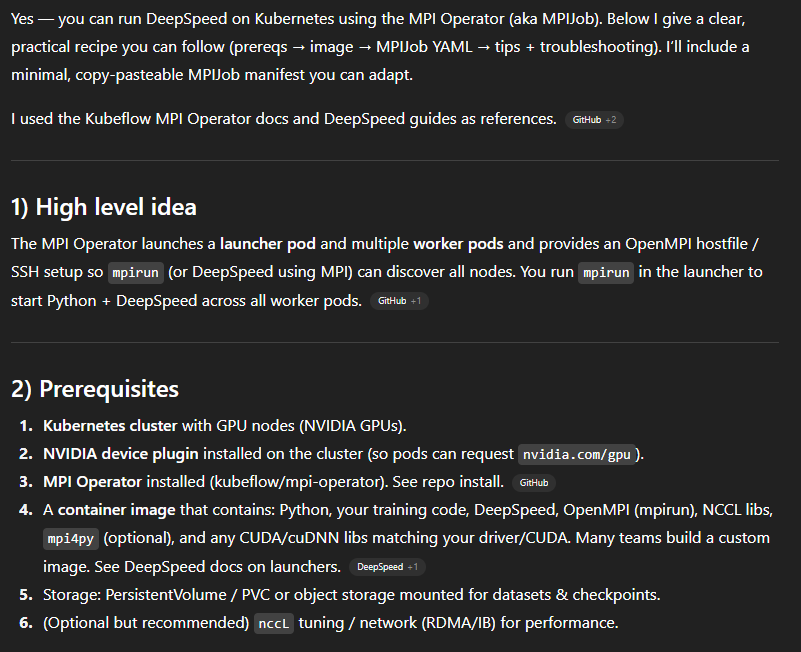 Yes — you can run DeepSpeed on Kubernetes using the MPI Operator (aka MPIJob). Below I give a clear,
practical recipe you can follow (prereqs → image → MPIJob YAML → tips + troubleshooting). I'll include a
minimal, copy-pasteable MPIJob manifest you can adapt.
I used the Kubeflow MPI Operator docs and DeepSpeed guides as references. GitHub +2
1) High level idea
The MPI Operator launches a launcher pod and multiple worker pods and provides an OpenMPI hostfile /
SSH setup so mpirun (or DeepSpeed using MPI) can discover all nodes. You run mpirun in the launcher to
start Python + DeepSpeed across all worker pods. GitHub +1
2) Prerequisites
1. Kubernetes cluster with GPU nodes (NVIDIA GPUs).
2. NVIDIA device plugin installed on the cluster (so pods can request nvidia.com/gpu).
3. MPI Operator installed (kubeflow/mpi-operator). See repo install. GitHub
4. A container image that contains: Python, your training code, DeepSpeed, OpenMPI (mpirun), NCCL libs,
mpi4py (optional), and any CUDA/cuDNN libs matching your driver/CUDA. Many teams build a custom
image. See DeepSpeed docs on launchers. DeepSpeed +1
5. Storage: PersistentVolume / PVC or object storage mounted for datasets & checkpoints.
6. (Optional but recommended) nccL tuning / network (RDMA/IB) for performance.